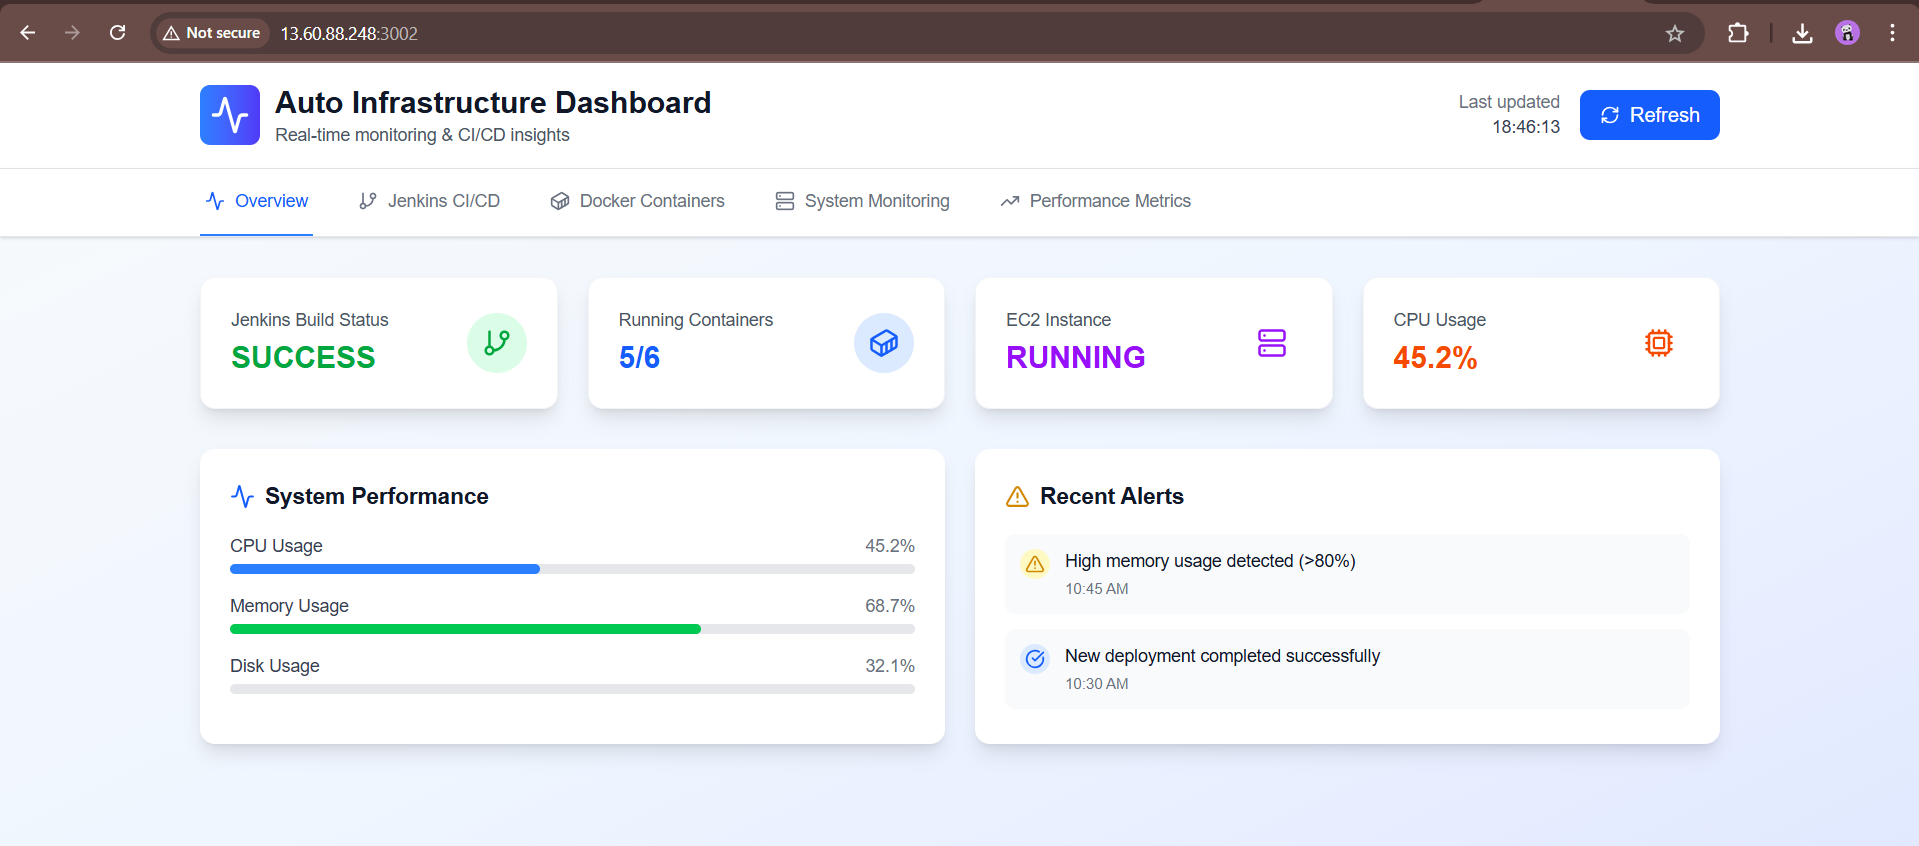 Not secure 13.60.88.248:3002
Auto Infrastructure Dashboard
Real-time monitoring & CI/CD insights
Last updated
18:46:13
Refresh
Overview
Jenkins CI/CD
Docker Containers
System Monitoring
Performance Metrics
Jenkins Build Status
SUCCESS
Running Containers
5/6
EC2 Instance
RUNNING
CPU Usage
45.2%
System Performance
CPU Usage 45.2%
Memory Usage 68.7%
Disk Usage 32.1%
Recent Alerts
High memory usage detected (>80%)
10:45 AM
New deployment completed successfully
10:30 AM